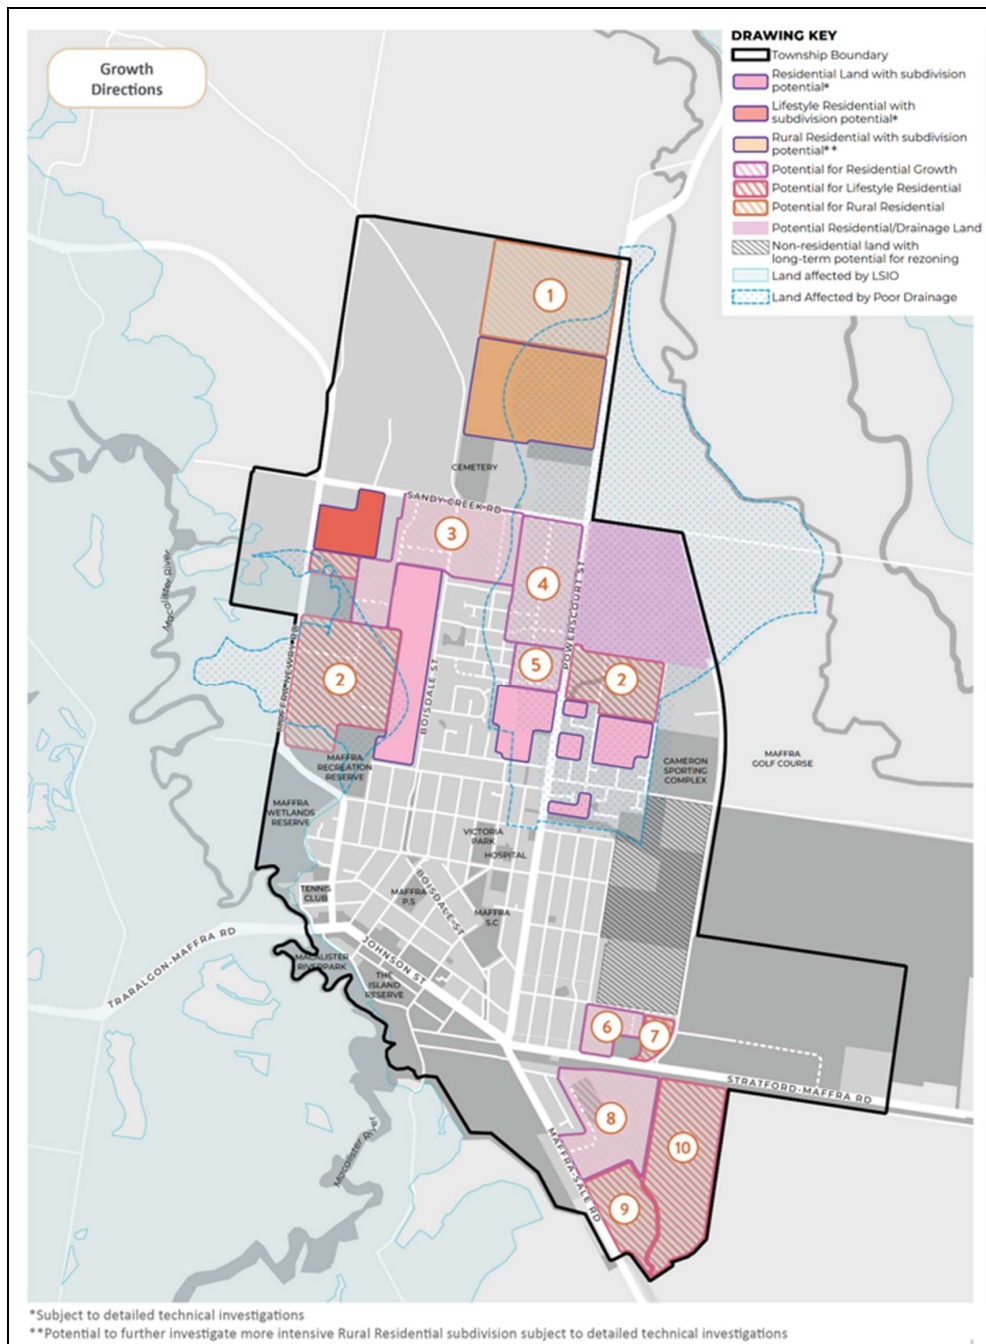 Growth
Directions
DRAWING KEY
Township Boundary
Residential Land with subdivision
potential*
Lifestyle Residential with
subdivision potential*
Rural Residential with subdivision
potential**
Potential for Residential Growth
Potential for Lifestyle Residential
Potential for Rural Residential
Potential Residential/Drainage Land
Non-residential land with
long-term potential for rezoning
Land affected by LSIO
Land Affected by Poor Drainage
1
CEMETERY
SANDY CREEK RD
3
4
Macalister River
POWERSCOURT ST
5
2
2
MAFFRA-NEWRY RD
BOISDALE ST
MAFFRA
RECREATION
RESERVE
CAMERON
SPORTING
COMPLEX
MAFFRA
GOLF COURSE
MAFFRA
WETLANDS
RESERVE
VICTORIA
PARK
HOSPITAL
TENNIS
CLUB
MAFFRA
P.S
BOISDALE ST
MAFFRA
S.C
TRARALGON-MAFFRA RD
JOHNSON ST
MACALISTER
RIVERPARK
THE
ISLAND
RESERVE
6
7
STRATFORD-MAFFRA RD
8
10
Macalister River
MAFFRA-SALE RD
9
*Subject to detailed technical investigations
**Potential to further investigate more intensive Rural Residential subdivision subject to detailed technical investigations